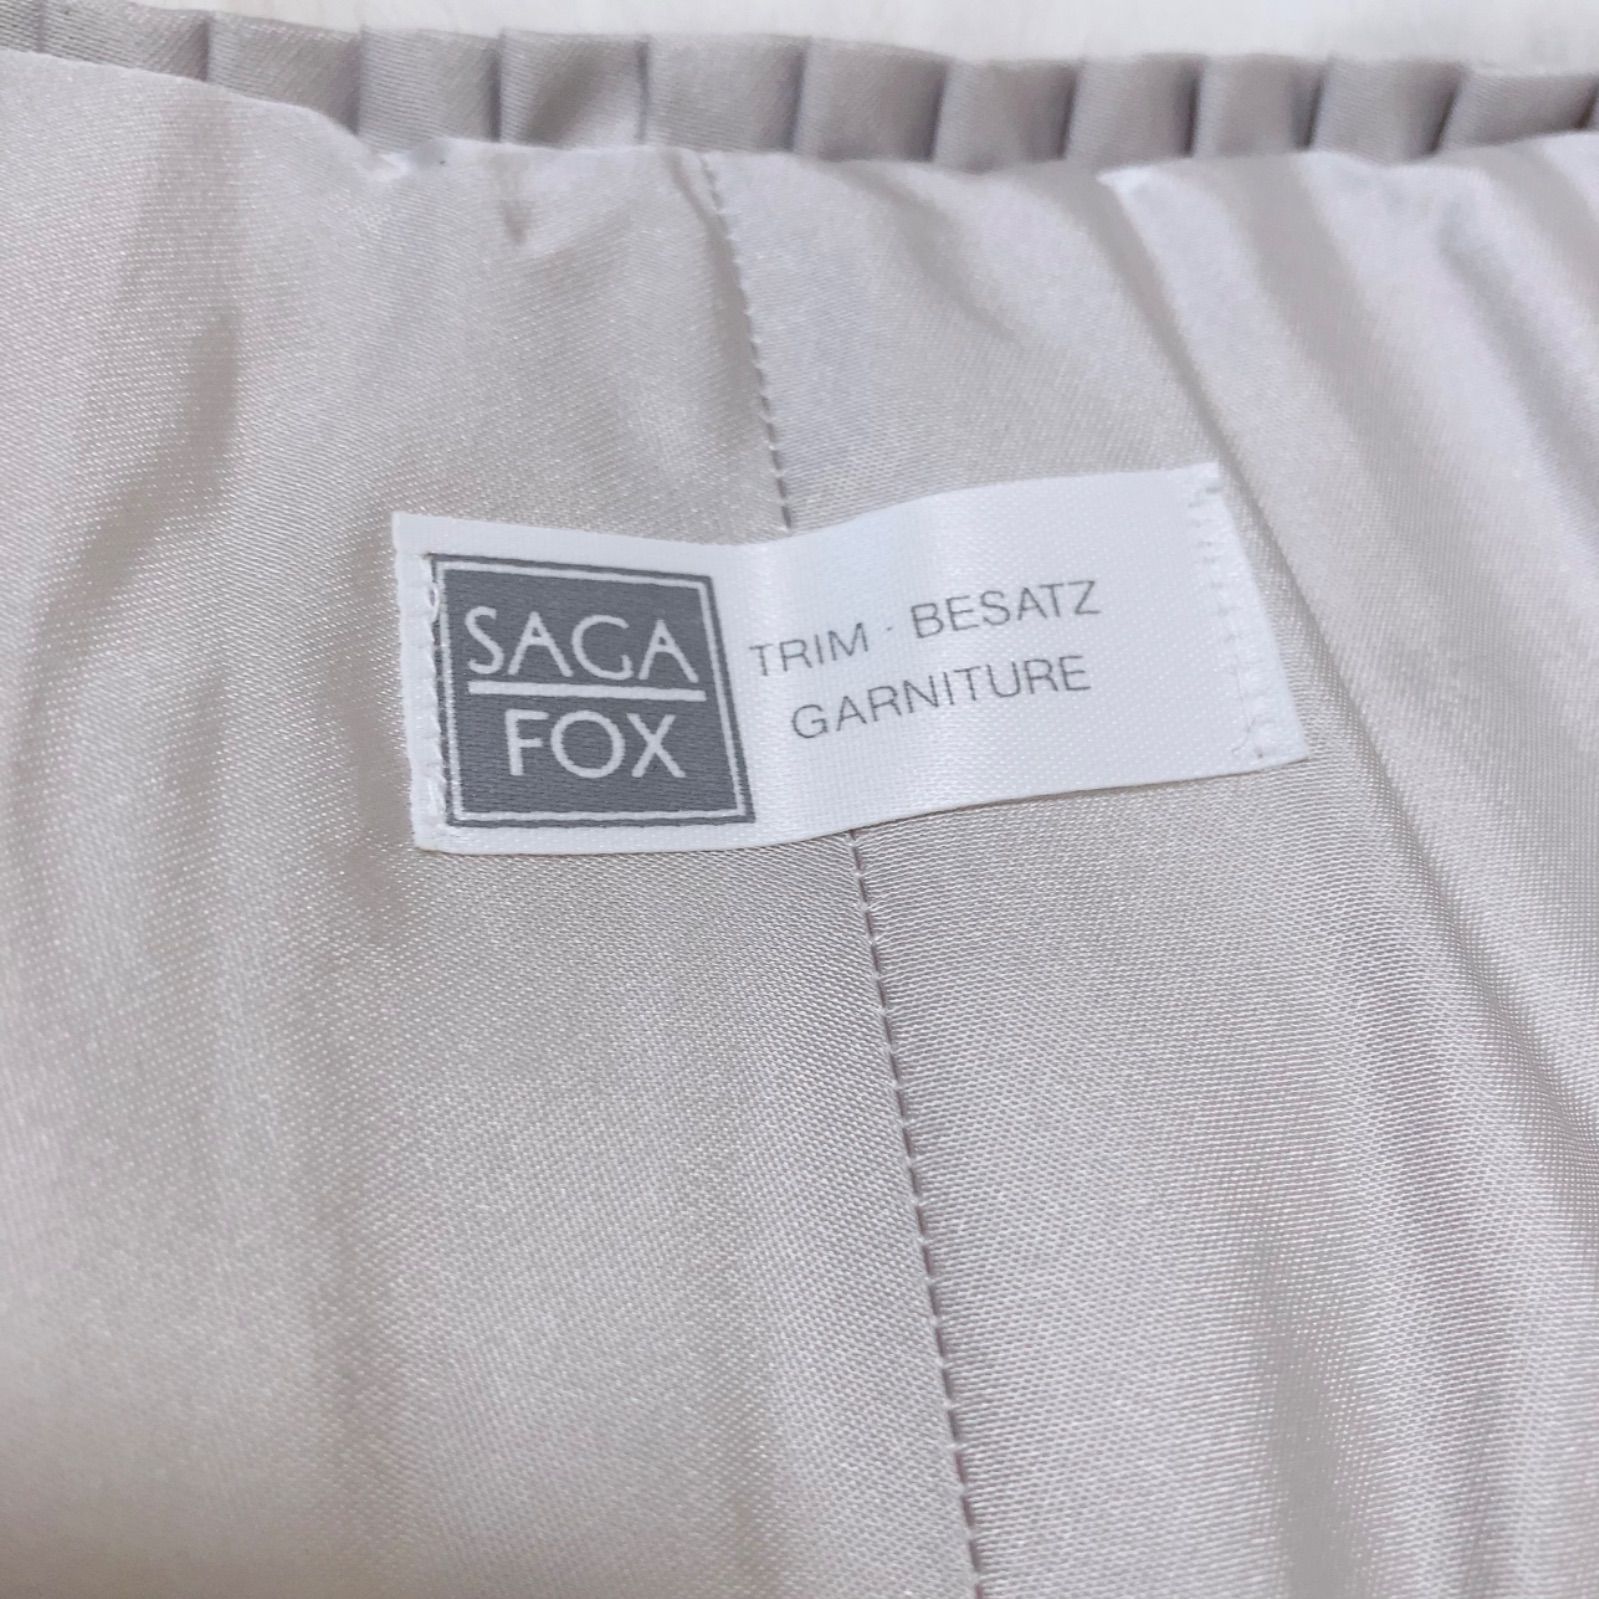 SAGA
FOX
TRIM · BESATZ
GARNITURE